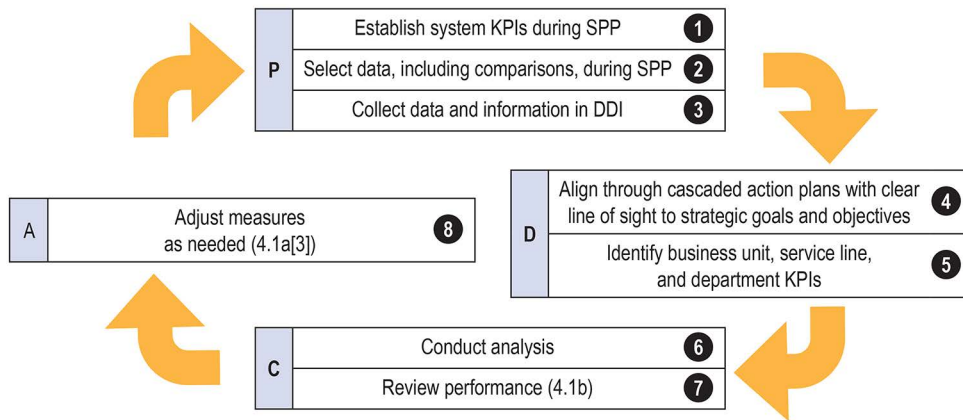 P
Establish system KPIs during SPP 1
Select data, including comparisons, during SPP 2
Collect data and information in DDI 3
D
Align through cascaded action plans with clear
line of sight to strategic goals and objectives 4
Identify business unit, service line,
and department KPIs 5
C
Conduct analysis 6
Review performance (4.1b) 7
A
Adjust measures
as needed (4.1a[3]) 8